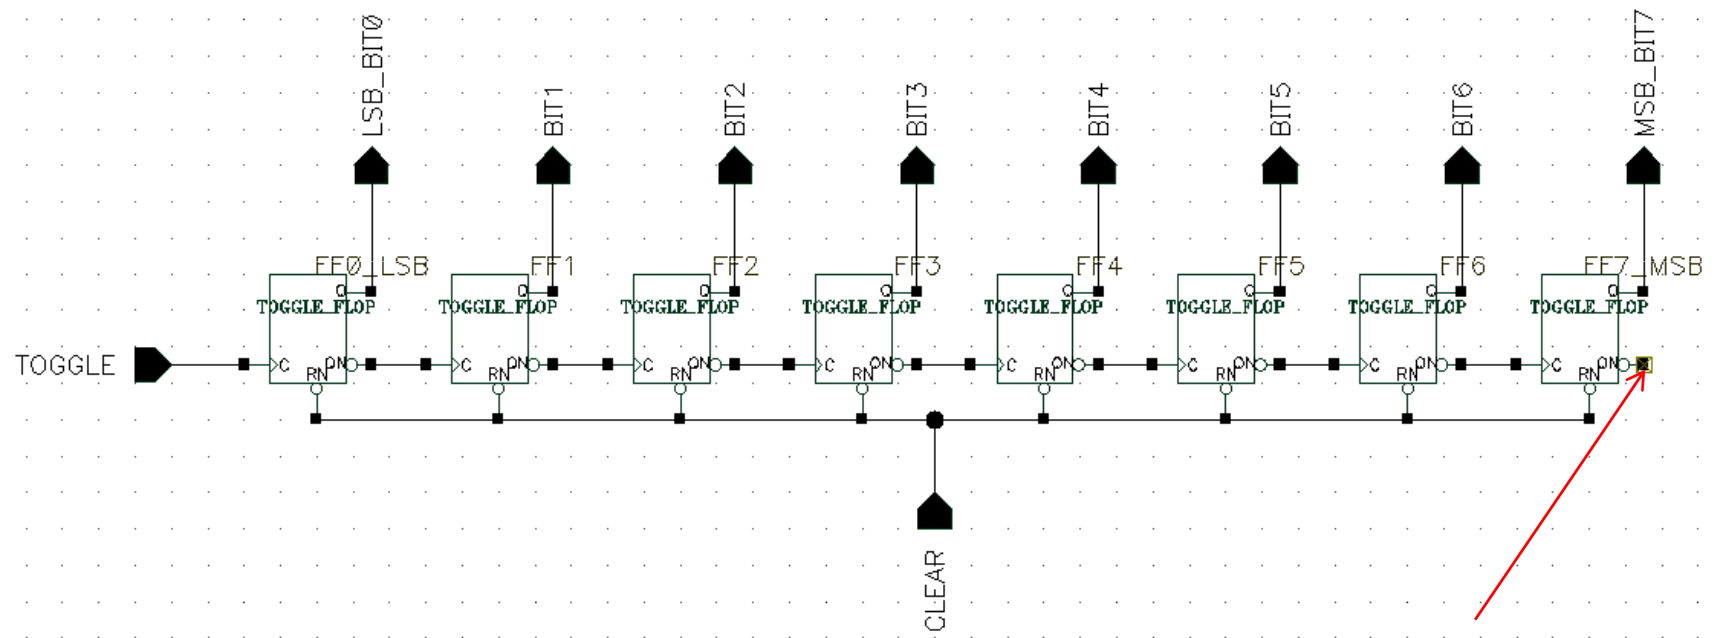 LSB_BIT0
BIT1
BIT2
BIT3
BIT4
BIT5
BIT6
MSB_BIT7
FF0_LSB
FF1
FF2
FF3
FF4
FF5
FF6
FF7_MSB
Q
Q
Q
Q
Q
Q
Q
Q
TOGGLE_FLOP
TOGGLE_FLOP
TOGGLE_FLOP
TOGGLE_FLOP
TOGGLE_FLOP
TOGGLE_FLOP
TOGGLE_FLOP
TOGGLE_FLOP
TOGGLE
C
RN
QN
C
RN
QN
C
RN
QN
C
RN
QN
C
RN
QN
C
RN
QN
C
RN
QN
C
RN
QN
CLEAR